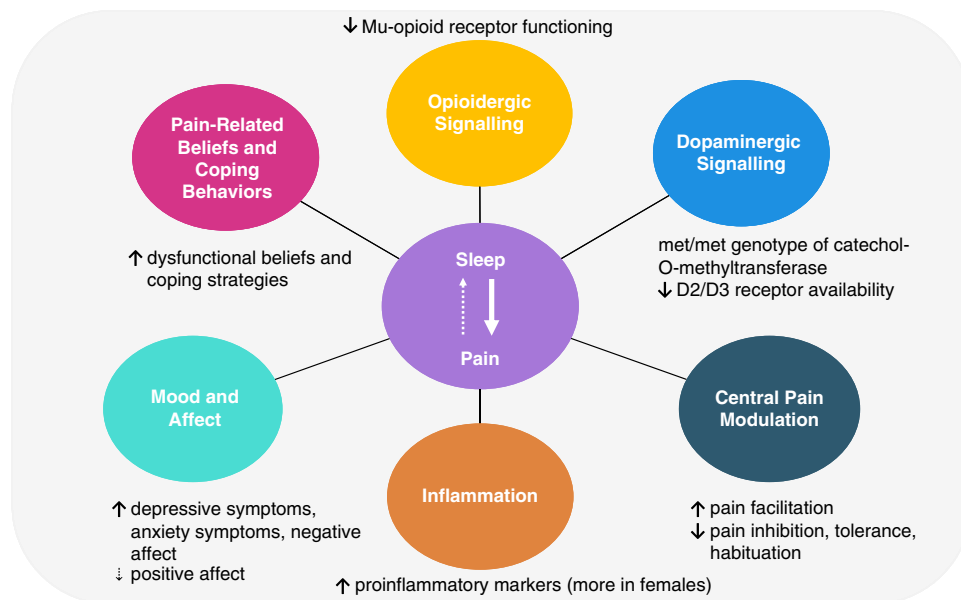 ↓ Mu-opioid receptor functioning
Opioidergic
Signalling
Pain-Related
Beliefs and
Coping
Behaviors
Dopaminergic
Signalling
↑ dysfunctional beliefs and
coping strategies
Sleep
Pain
met/met genotype of catechol-
O-methyltransferase
↓ D2/D3 receptor availability
Mood and
Affect
Central Pain
Modulation
Inflammation
↑ depressive symptoms,
anxiety symptoms, negative
affect
⇣ positive affect
↑ pain facilitation
↓ pain inhibition, tolerance,
habituation
↑ proinflammatory markers (more in females)